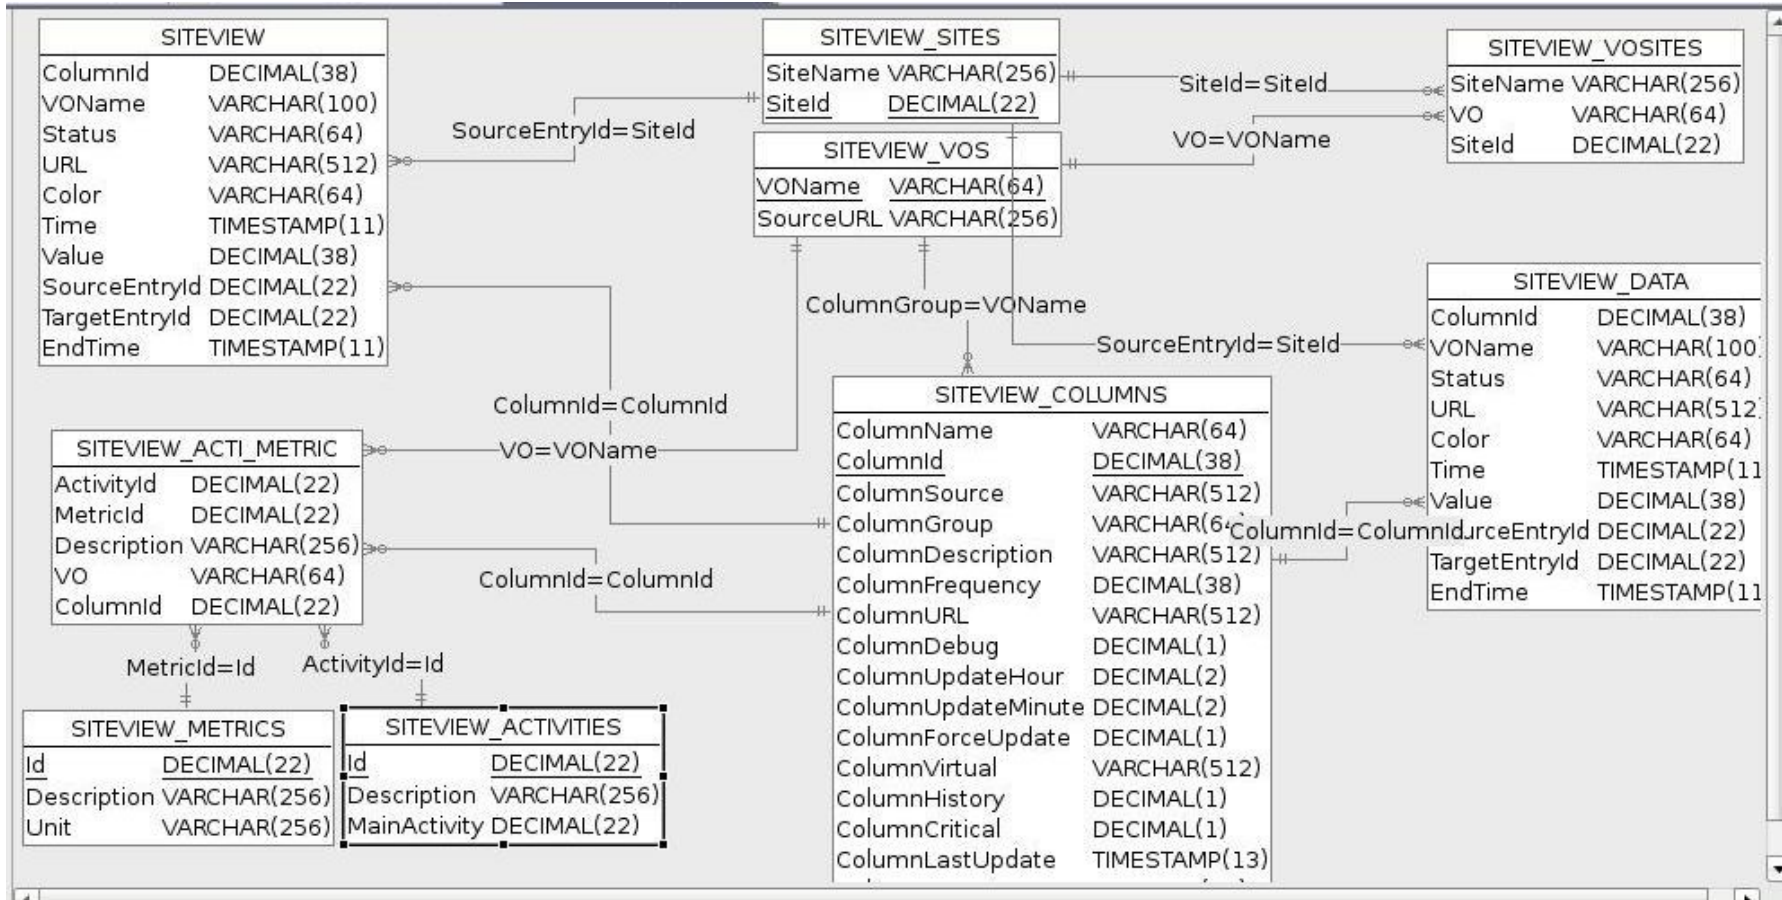 SITEVIEW
ColumnId DECIMAL(38)
VOName VARCHAR(100)
Status VARCHAR(64)
URL VARCHAR(512)
Color VARCHAR(64)
Time TIMESTAMP(11)
Value DECIMAL(38)
SourceEntryId DECIMAL(22)
TargetEntryId DECIMAL(22)
EndTime TIMESTAMP(11)
SourceEntryId=SiteId
SITEVIEW_SITES
SiteName VARCHAR(256)
SiteId DECIMAL(22)
SiteId=SiteId
SITEVIEW_VOSITES
SiteName VARCHAR(256)
VO VARCHAR(64)
SiteId DECIMAL(22)
VO=VOName
SITEVIEW_VOS
VOName VARCHAR(64)
SourceURL VARCHAR(256)
ColumnGroup=VOName
SourceEntryId=SiteId
SITEVIEW_DATA
ColumnId DECIMAL(38)
VOName VARCHAR(100
Status VARCHAR(64)
URL VARCHAR(512
Color VARCHAR(64)
Time TIMESTAMP(11
Value DECIMAL(38)
urceEntryId DECIMAL(22)
TargetEntryId DECIMAL(22)
EndTime TIMESTAMP(11
ColumnId=ColumnId
ColumnId=ColumnId
VO=VOName
SITEVIEW_ACTI_METRIC
ActivityId DECIMAL(22)
MetricId DECIMAL(22)
Description VARCHAR(256)
VO VARCHAR(64)
ColumnId DECIMAL(22)
ColumnId=ColumnId
SITEVIEW_COLUMNS
ColumnName VARCHAR(64)
ColumnId DECIMAL(38)
ColumnSource VARCHAR(512)
ColumnGroup VARCHAR(64
ColumnDescription VARCHAR(512)
ColumnFrequency DECIMAL(38)
ColumnURL VARCHAR(512)
ColumnDebug DECIMAL(1)
ColumnUpdateHour DECIMAL(2)
ColumnUpdateMinute DECIMAL(2)
ColumnForceUpdate DECIMAL(1)
ColumnVirtual VARCHAR(512)
ColumnHistory DECIMAL(1)
ColumnCritical DECIMAL(1)
ColumnLastUpdate TIMESTAMP(13)
MetricId=Id
ActivityId=Id
SITEVIEW_METRICS
Id DECIMAL(22)
Description VARCHAR(256)
Unit VARCHAR(256)
SITEVIEW_ACTIVITIES
Id DECIMAL(22)
Description VARCHAR(256)
MainActivity DECIMAL(22)